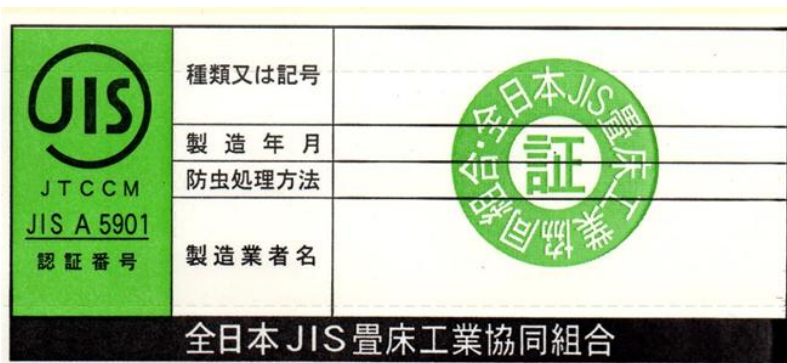 JIS
JTCCM
JIS A 5901
認証番号
種類又は記号
製造年月
防虫処理方法
製造業者名
全日本JIS畳床工業協同組合・
証
全日本JIS畳床工業協同組合